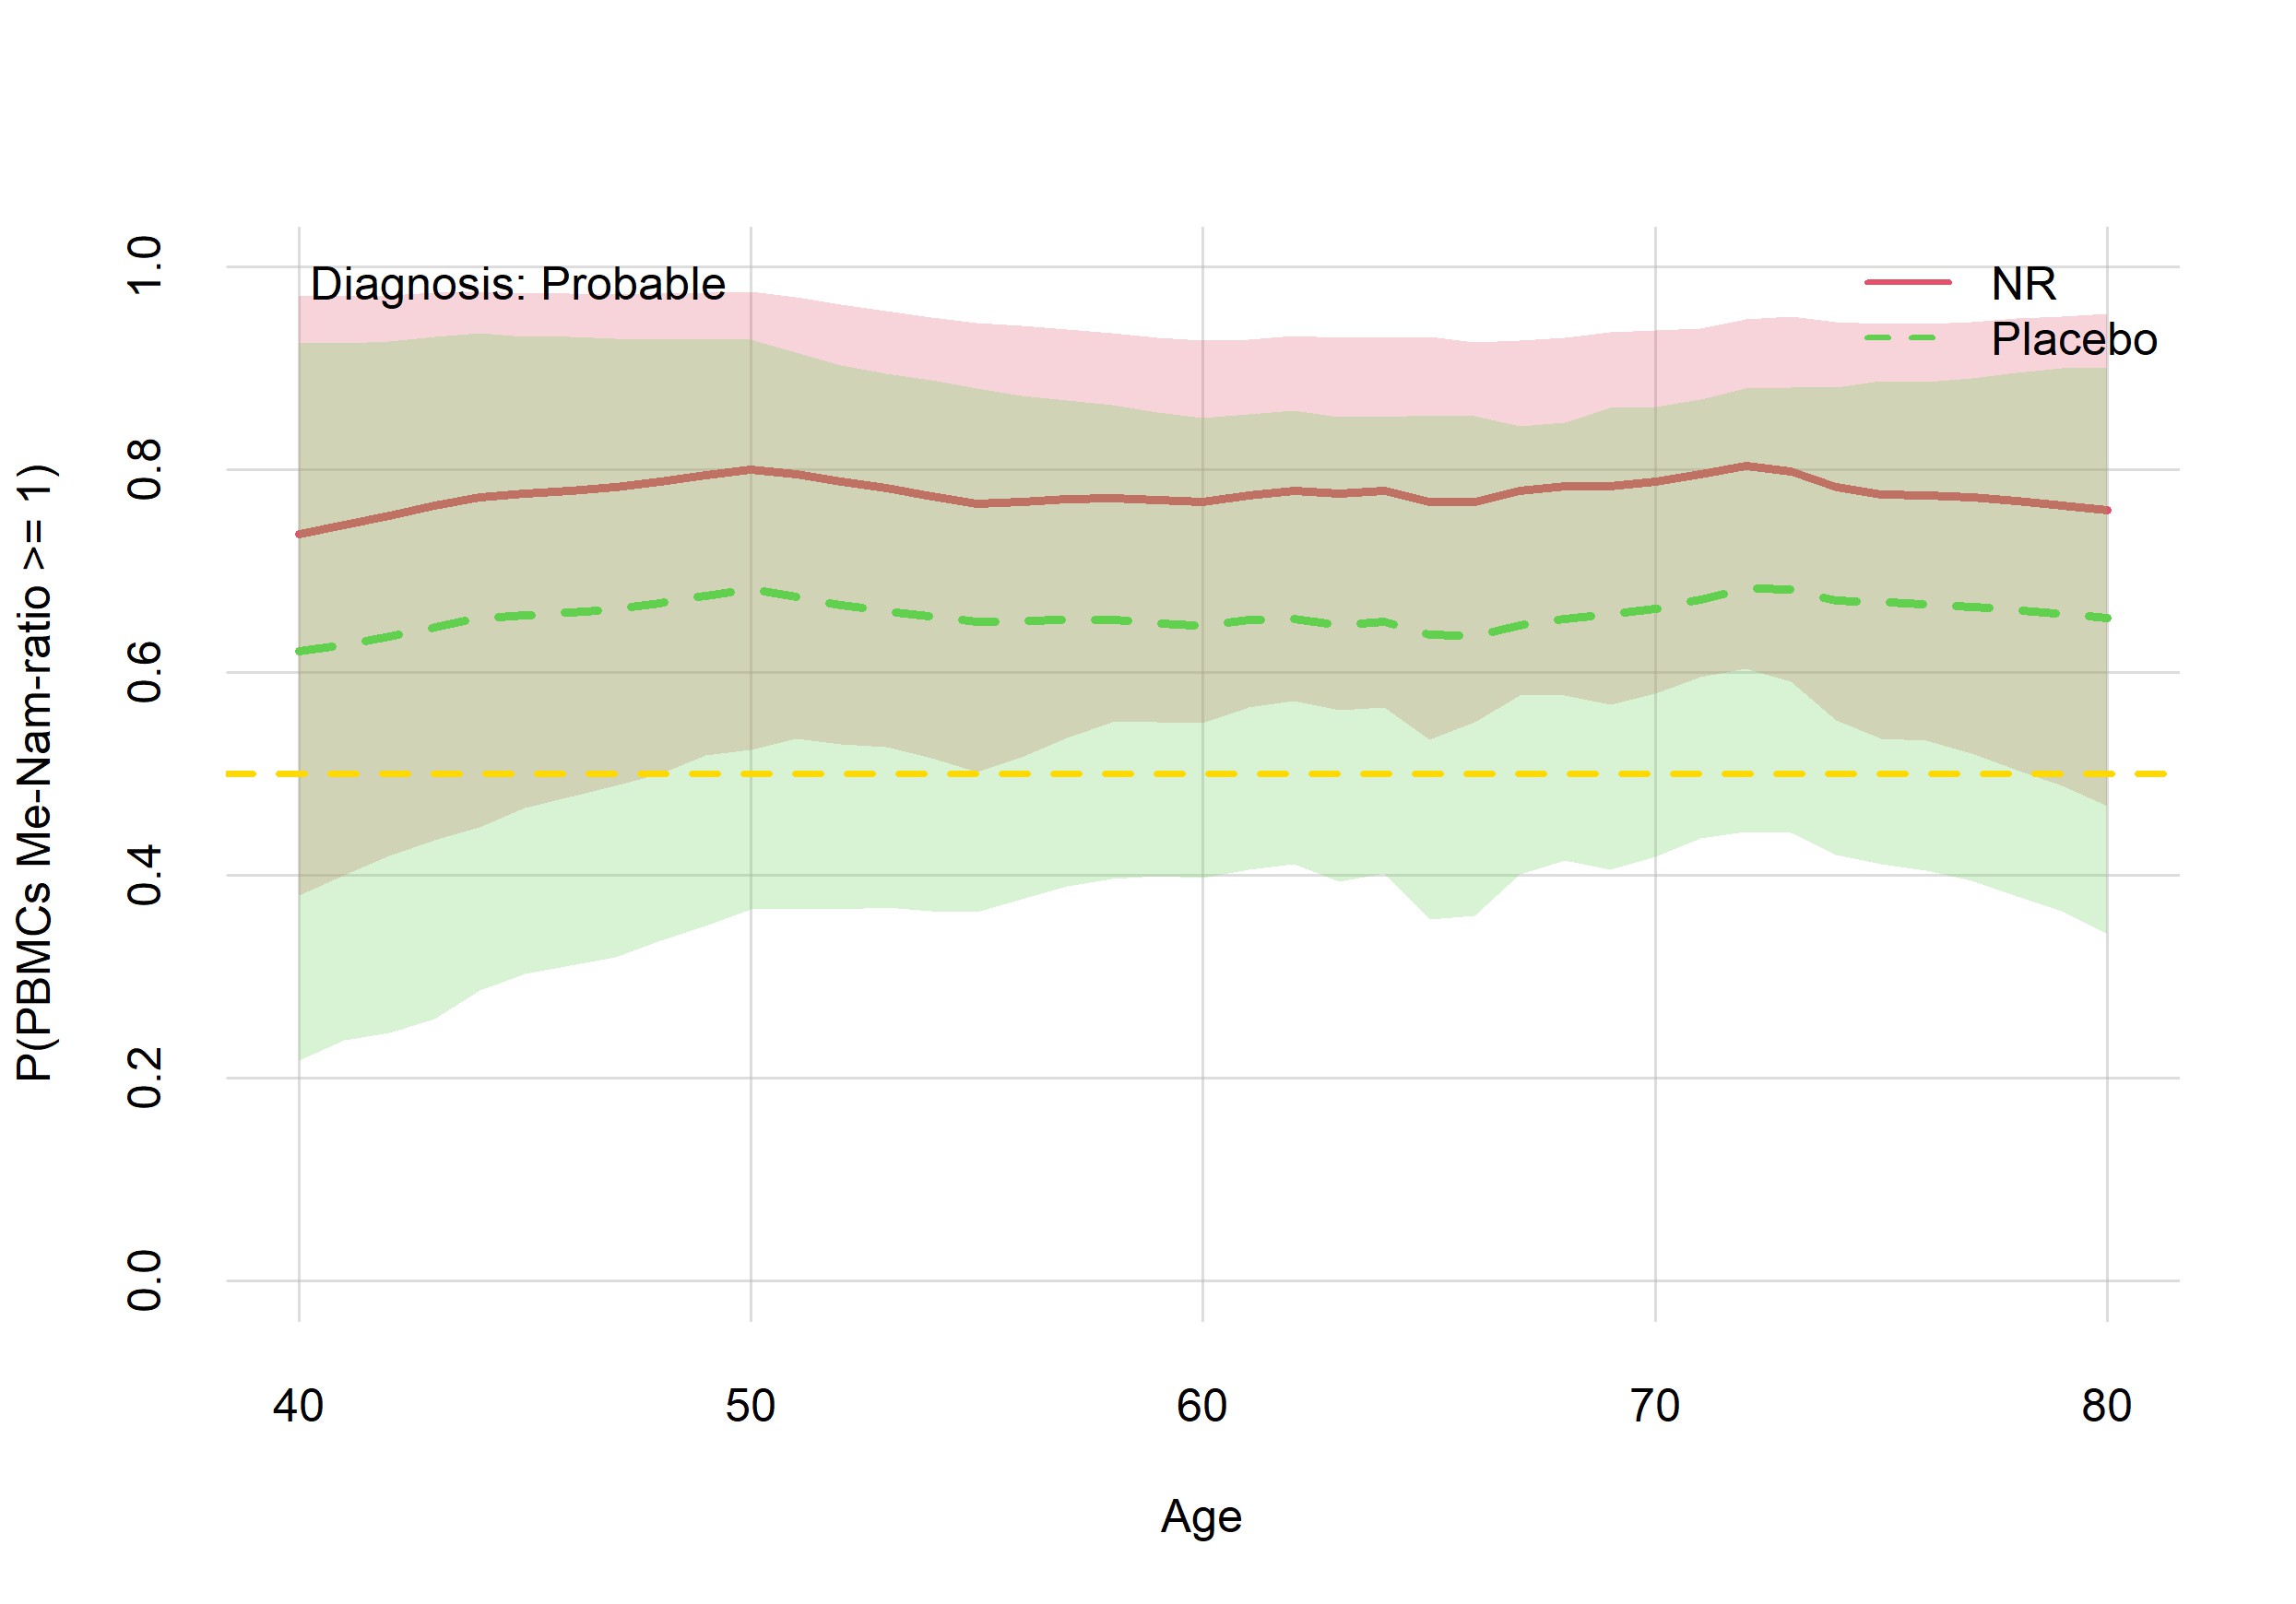 Diagnosis: Probable
NR
Placebo
P(PBMCs Me-Nam-ratio >= 1)
1.0
0.8
0.6
0.4
0.2
0.0
40 50 60 70 80
Age